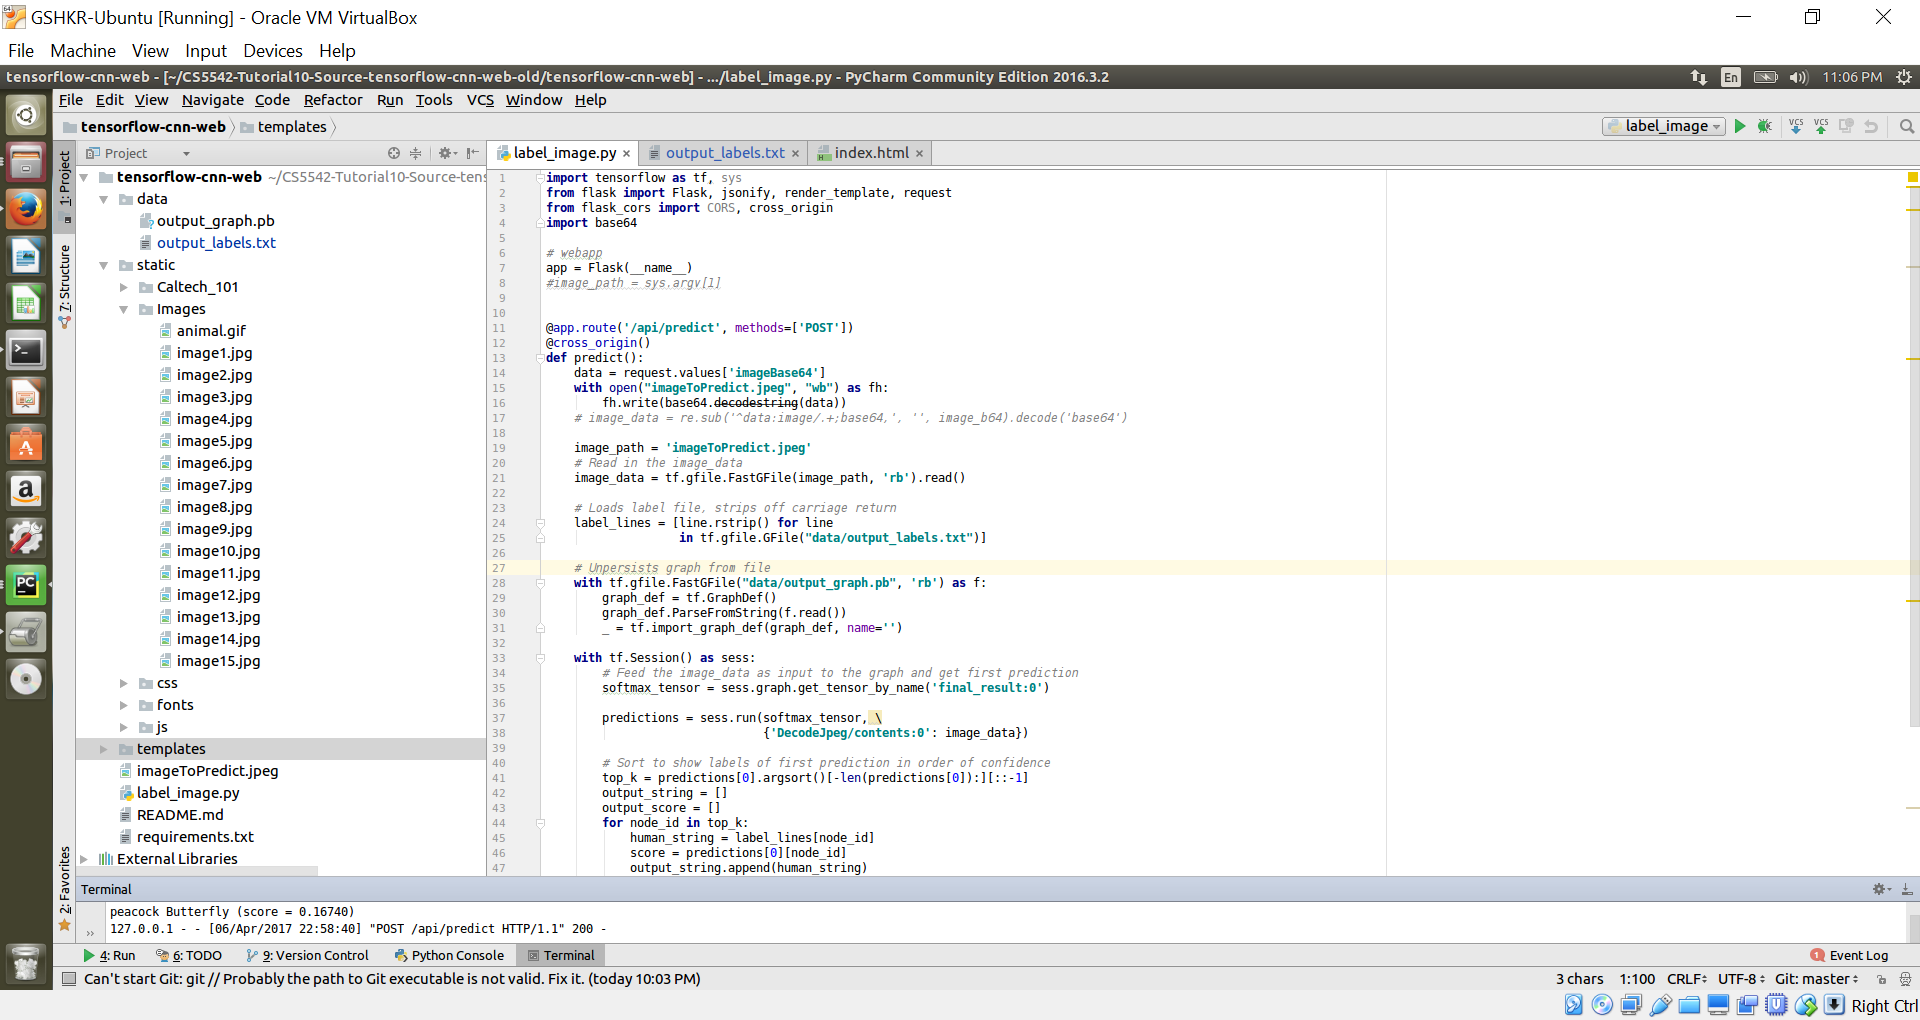 GSHKR-Ubuntu [Running] - Oracle VM VirtualBox
File Machine View Input Devices Help
tensorflow-cnn-web - [~/CS5542-Tutorial10-Source-tensorflow-cnn-web-old/tensorflow-cnn-web] - .../label_image.py - PyCharm Community Edition 2016.3.2
En 11:06 PM
File Edit View Navigate Code Refactor Run Tools VCS Window Help
tensorflow-cnn-web templates
label_image VCS VCS
Project
label_image.py output_labels.txt index.html
1: Project
7: Structure
2: Favorites
tensorflow-cnn-web ~/CS5542-Tutorial10-Source-tens
data
output_graph.pb
output_labels.txt
static
Caltech_101
Images
animal.gif
image1.jpg
image2.jpg
image3.jpg
image4.jpg
image5.jpg
image6.jpg
image7.jpg
image8.jpg
image9.jpg
image10.jpg
image11.jpg
image12.jpg
image13.jpg
image14.jpg
image15.jpg
css
fonts
js
templates
imageToPredict.jpeg
label_image.py
README.md
requirements.txt
External Libraries
1 import tensorflow as tf, sys
2 from flask import Flask, jsonify, render_template, request
3 from flask_cors import CORS, cross_origin
4 import base64
5
6 # webapp
7 app = Flask(__name__)
8 #image_path = sys.argv[1]
9
10
11 @app.route('/api/predict', methods=['POST'])
12 @cross_origin()
13 def predict():
14 data = request.values['imageBase64']
15 with open("imageToPredict.jpeg", "wb") as fh:
16 fh.write(base64.decodestring(data))
17 # image_data = re.sub('^data:image/.+;base64,', '', image_b64).decode('base64')
18
19 image_path = 'imageToPredict.jpeg'
20 # Read in the image_data
21 image_data = tf.gfile.FastGFile(image_path, 'rb').read()
22
23 # Loads label file, strips off carriage return
24 label_lines = [line.rstrip() for line
25 in tf.gfile.GFile("data/output_labels.txt")]
26
27 # Unpersists graph from file
28 with tf.gfile.FastGFile("data/output_graph.pb", 'rb') as f:
29 graph_def = tf.GraphDef()
30 graph_def.ParseFromString(f.read())
31 _ = tf.import_graph_def(graph_def, name='')
32
33 with tf.Session() as sess:
34 # Feed the image_data as input to the graph and get first prediction
35 softmax_tensor = sess.graph.get_tensor_by_name('final_result:0')
36
37 predictions = sess.run(softmax_tensor, \
38 {'DecodeJpeg/contents:0': image_data})
39
40 # Sort to show labels of first prediction in order of confidence
41 top_k = predictions[0].argsort()[-len(predictions[0]):][::-1]
42 output_string = []
43 output_score = []
44 for node_id in top_k:
45 human_string = label_lines[node_id]
46 score = predictions[0][node_id]
47 output_string.append(human_string)
Terminal
peacock Butterfly (score = 0.16740)
127.0.0.1 - - [06/Apr/2017 22:58:40] "POST /api/predict HTTP/1.1" 200 -
4: Run 6: TODO 9: Version Control Python Console Terminal 1 Event Log
Can't start Git: git // Probably the path to Git executable is not valid. Fix it. (today 10:03 PM) 3 chars 1:100 CRLF UTF-8 Git: master
Right Ctrl